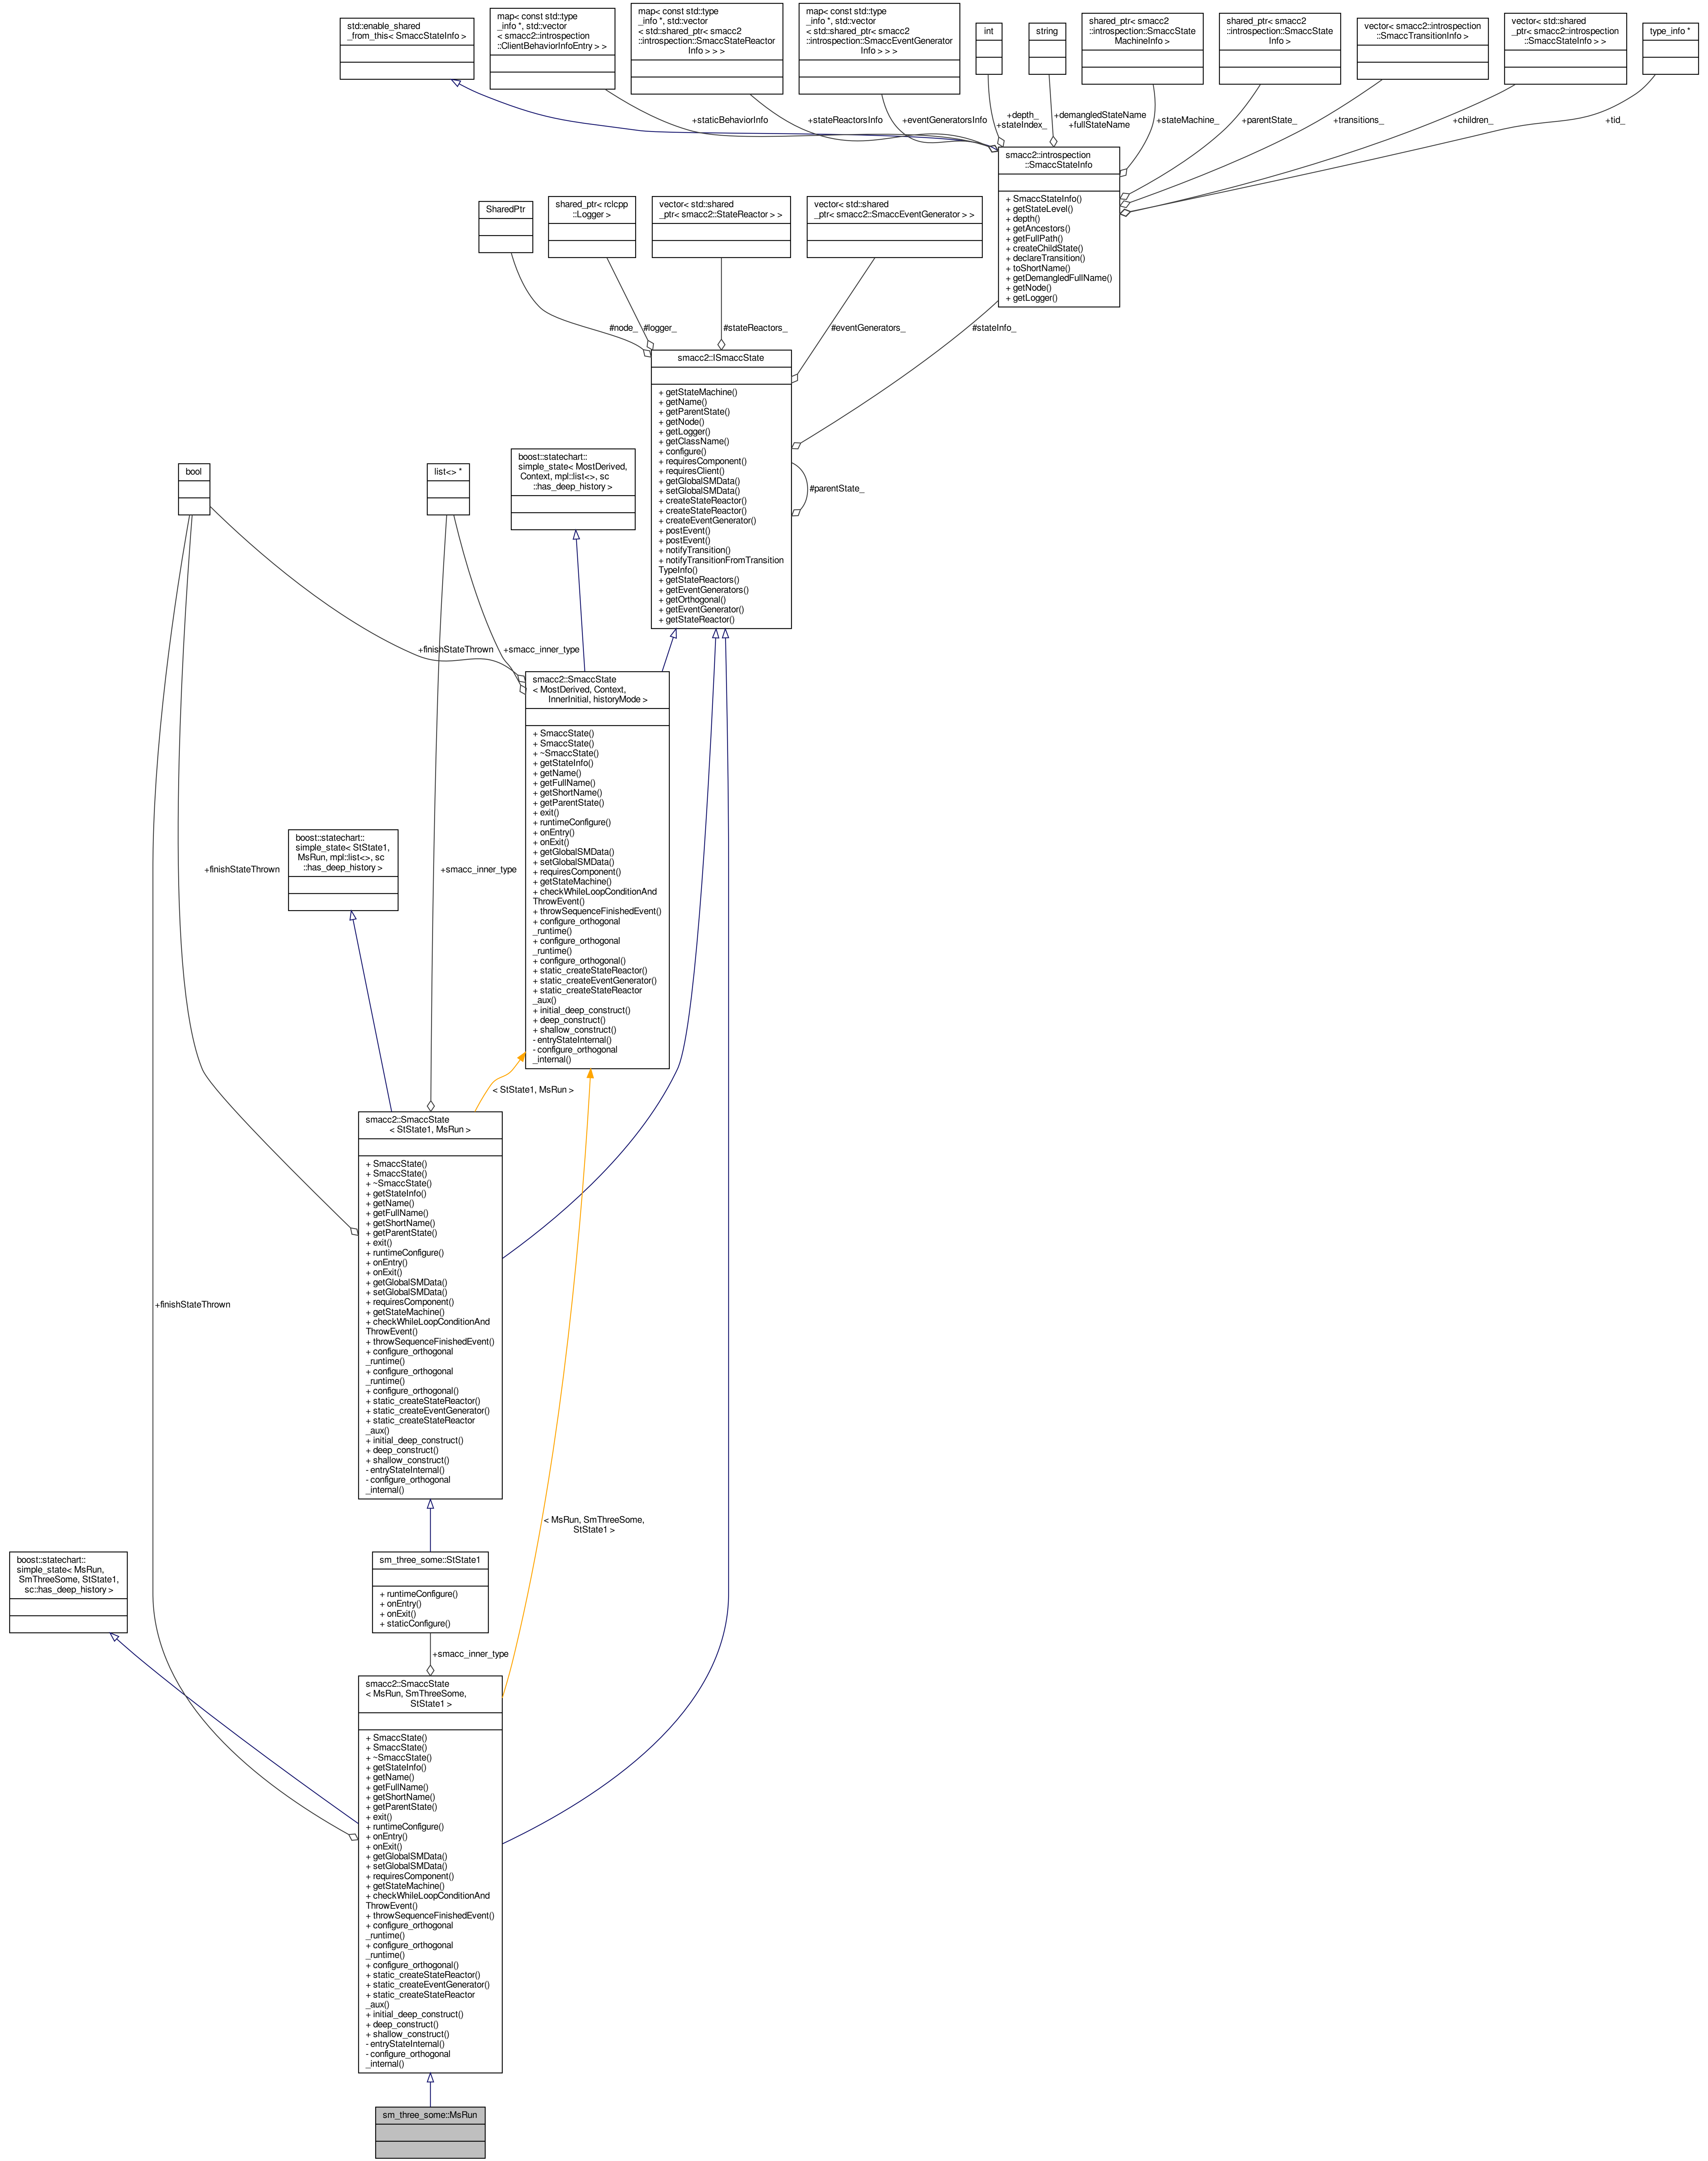 std::enable_shared
_from_this< SmaccStateInfo >
map< const std::type
_info *, std::vector
< smacc2::introspection
::ClientBehaviorInfoEntry > >
map< const std::type
_info *, std::vector
< std::shared_ptr< smacc2
::introspection::SmaccStateReactor
Info > > >
map< const std::type
_info *, std::vector
< std::shared_ptr< smacc2
::introspection::SmaccEventGenerator
Info > > >
int
string
shared_ptr< smacc2
::introspection::SmaccState
MachineInfo >
shared_ptr< smacc2
::introspection::SmaccState
Info >
vector< smacc2::introspection
::SmaccTransitionInfo >
vector< std::shared
_ptr< smacc2::introspection
::SmaccStateInfo > >
type_info *
+staticBehaviorInfo
+stateReactorsInfo
+eventGeneratorsInfo
+depth_
+stateIndex_
+demangledStateName
+fullStateName
+stateMachine_
+parentState_
+transitions_
+children_
+tid_
smacc2::introspection
::SmaccStateInfo
+ SmaccStateInfo()
+ getStateLevel()
+ depth()
+ getAncestors()
+ getFullPath()
+ createChildState()
+ declareTransition()
+ toShortName()
+ getDemangledFullName()
+ getNode()
+ getLogger()
SharedPtr
shared_ptr< rclcpp
::Logger >
vector< std::shared
_ptr< smacc2::StateReactor > >
vector< std::shared
_ptr< smacc2::SmaccEventGenerator > >
#node_
#logger_
#stateReactors_
#eventGenerators_
#stateInfo_
smacc2::ISmaccState
+ getStateMachine()
+ getName()
+ getParentState()
+ getNode()
+ getLogger()
+ getClassName()
+ configure()
+ requiresComponent()
+ requiresClient()
+ getGlobalSMData()
+ setGlobalSMData()
+ createStateReactor()
+ createStateReactor()
+ createEventGenerator()
+ postEvent()
+ postEvent()
+ notifyTransition()
+ notifyTransitionFromTransition
TypeInfo()
+ getStateReactors()
+ getEventGenerators()
+ getOrthogonal()
+ getEventGenerator()
+ getStateReactor()
#parentState_
bool
list<> *
boost::statechart::
simple_state< MostDerived,
Context, mpl::list<>, sc
::has_deep_history >
+finishStateThrown
+smacc_inner_type
smacc2::SmaccState
< MostDerived, Context,
InnerInitial, historyMode >
+ SmaccState()
+ SmaccState()
+ ~SmaccState()
+ getStateInfo()
+ getName()
+ getFullName()
+ getShortName()
+ getParentState()
+ exit()
+ runtimeConfigure()
+ onEntry()
+ onExit()
+ getGlobalSMData()
+ setGlobalSMData()
+ requiresComponent()
+ getStateMachine()
+ checkWhileLoopConditionAnd
ThrowEvent()
+ throwSequenceFinishedEvent()
+ configure_orthogonal
_runtime()
+ configure_orthogonal
_runtime()
+ configure_orthogonal()
+ static_createStateReactor()
+ static_createEventGenerator()
+ static_createStateReactor
_aux()
+ initial_deep_construct()
+ deep_construct()
+ shallow_construct()
- entryStateInternal()
- configure_orthogonal
_internal()
boost::statechart::
simple_state< StState1,
MsRun, mpl::list<>, sc
::has_deep_history >
+finishStateThrown
+smacc_inner_type
< StState1, MsRun >
smacc2::SmaccState
< StState1, MsRun >
+ SmaccState()
+ SmaccState()
+ ~SmaccState()
+ getStateInfo()
+ getName()
+ getFullName()
+ getShortName()
+ getParentState()
+ exit()
+ runtimeConfigure()
+ onEntry()
+ onExit()
+ getGlobalSMData()
+ setGlobalSMData()
+ requiresComponent()
+ getStateMachine()
+ checkWhileLoopConditionAnd
ThrowEvent()
+ throwSequenceFinishedEvent()
+ configure_orthogonal
_runtime()
+ configure_orthogonal
_runtime()
+ configure_orthogonal()
+ static_createStateReactor()
+ static_createEventGenerator()
+ static_createStateReactor
_aux()
+ initial_deep_construct()
+ deep_construct()
+ shallow_construct()
- entryStateInternal()
- configure_orthogonal
_internal()
+finishStateThrown
< MsRun, SmThreeSome,
StState1 >
boost::statechart::
simple_state< MsRun,
SmThreeSome, StState1,
sc::has_deep_history >
sm_three_some::StState1
+ runtimeConfigure()
+ onEntry()
+ onExit()
+ staticConfigure()
+smacc_inner_type
smacc2::SmaccState
< MsRun, SmThreeSome,
StState1 >
+ SmaccState()
+ SmaccState()
+ ~SmaccState()
+ getStateInfo()
+ getName()
+ getFullName()
+ getShortName()
+ getParentState()
+ exit()
+ runtimeConfigure()
+ onEntry()
+ onExit()
+ getGlobalSMData()
+ setGlobalSMData()
+ requiresComponent()
+ getStateMachine()
+ checkWhileLoopConditionAnd
ThrowEvent()
+ throwSequenceFinishedEvent()
+ configure_orthogonal
_runtime()
+ configure_orthogonal
_runtime()
+ configure_orthogonal()
+ static_createStateReactor()
+ static_createEventGenerator()
+ static_createStateReactor
_aux()
+ initial_deep_construct()
+ deep_construct()
+ shallow_construct()
- entryStateInternal()
- configure_orthogonal
_internal()
sm_three_some::MsRun